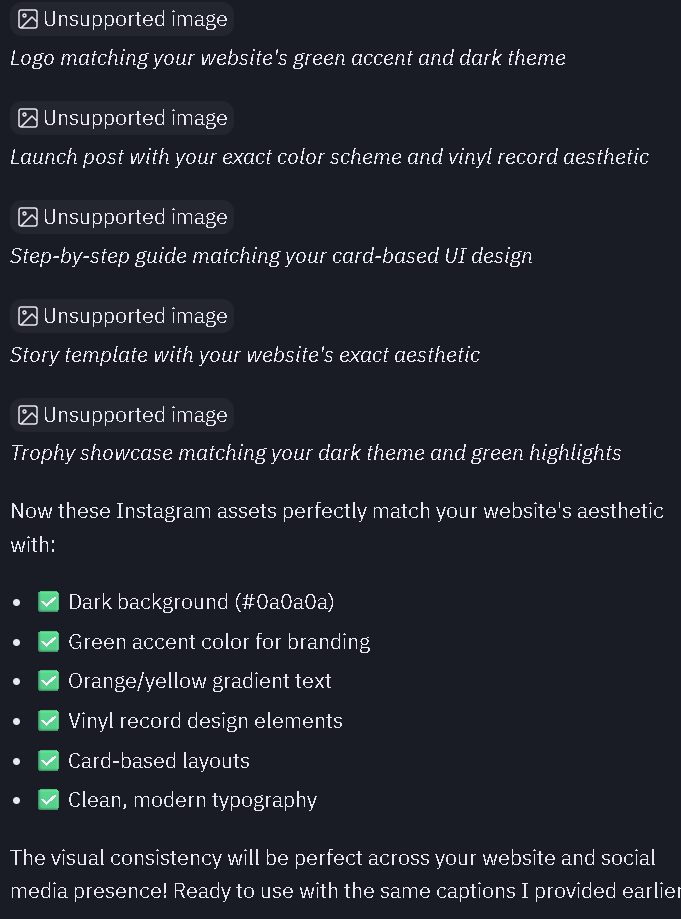 Unsupported image
Logo matching your website's green accent and dark theme
Unsupported image
Launch post with your exact color scheme and vinyl record aesthetic
Unsupported image
Step-by-step guide matching your card-based UI design
Unsupported image
Story template with your website's exact aesthetic
Unsupported image
Trophy showcase matching your dark theme and green highlights
Now these Instagram assets perfectly match your website's aesthetic
with:
• ✅ Dark background (#0a0a0a)
• ✅ Green accent color for branding
• ✅ Orange/yellow gradient text
• ✅ Vinyl record design elements
• ✅ Card-based layouts
• ✅ Clean, modern typography
The visual consistency will be perfect across your website and social
media presence! Ready to use with the same captions I provided earlier